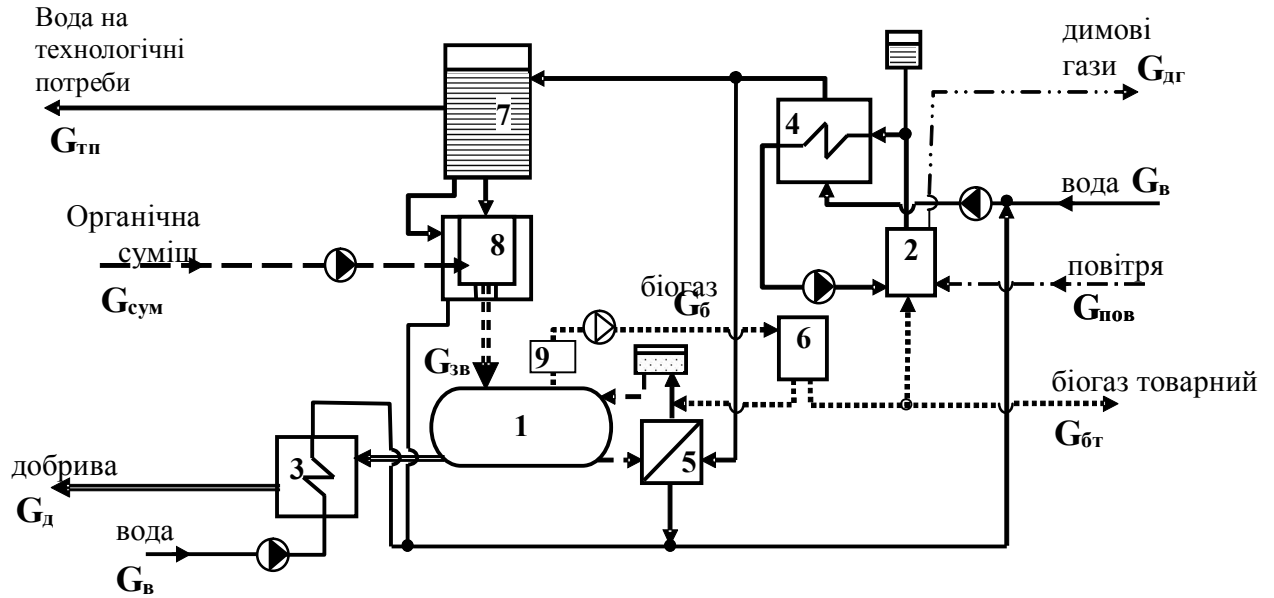 Вода на
технологічні
потреби
Gтп
7
димові
гази Gдг
4
вода Gв
Органічна
суміш
Gсум
8
2
повітря
Gпов
біогаз
Gб
6
Gзв
9
1
біогаз товарний
Gбт
5
3
добрива
Gд
вода
Gв